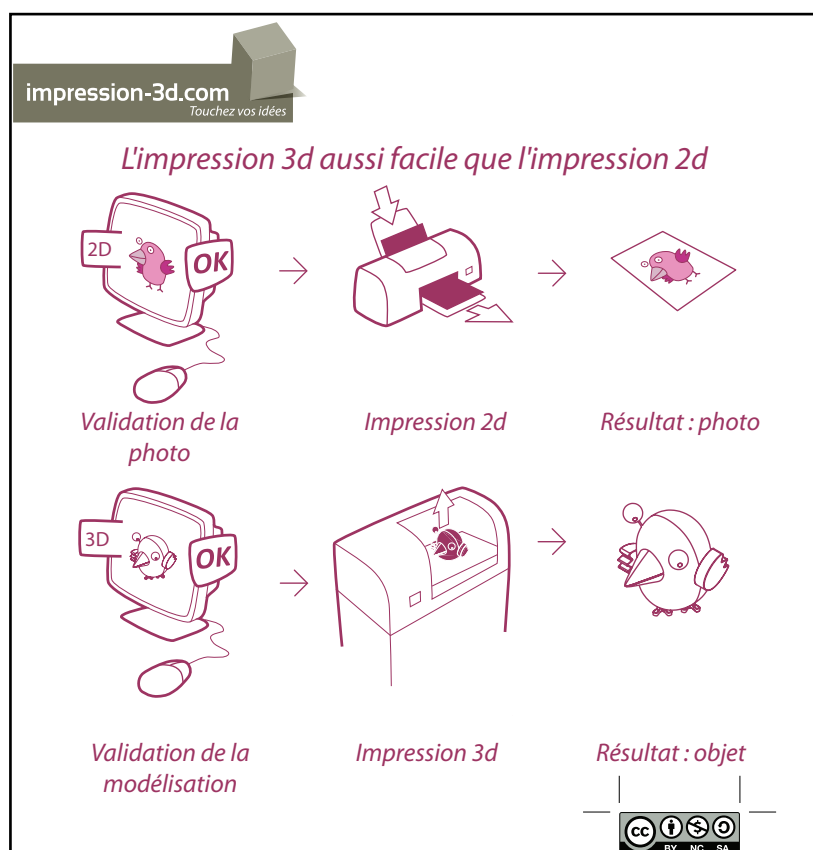 impression-3d.com
Touchez vos idées
L'impression 3d aussi facile que l'impression 2d
2D
OK
Validation de la
photo
Impression 2d
Résultat : photo
3D
OK
Validation de la
modélisation
Impression 3d
Résultat : objet
cc
BY NC SA